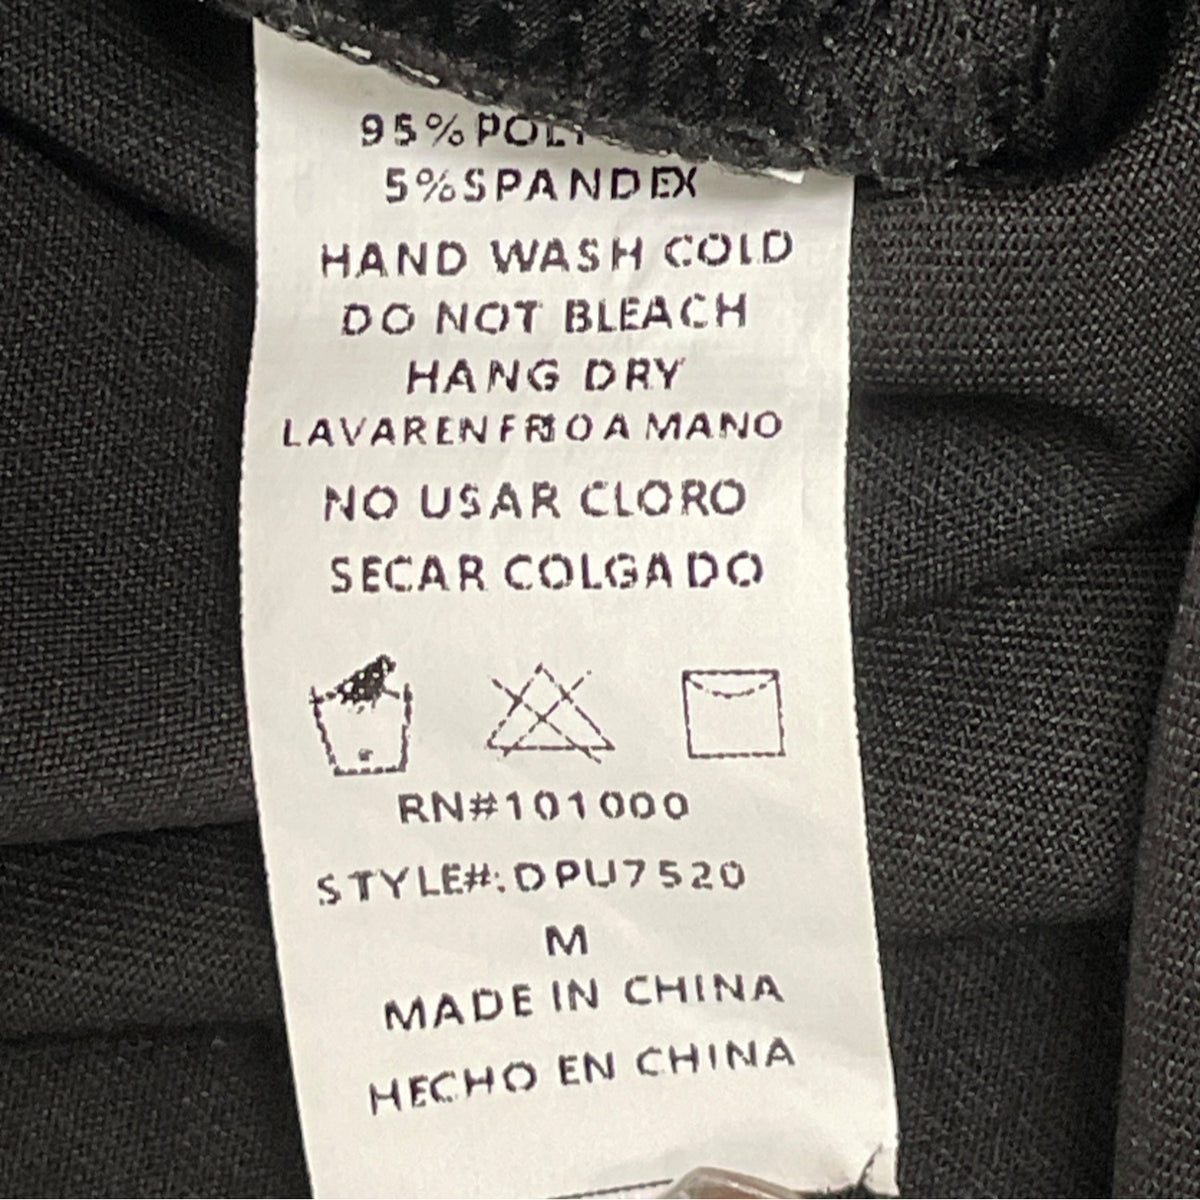 95% POLY
5% SPANDEX
HAND WASH COLD
DO NOT BLEACH
HANG DRY
LAVAR EN FRIO A MANO
NO USAR CLORO
SECAR COLGADO
RN#101000
STYLE#:DPU7520
M
MADE IN CHINA
HECHO EN CHINA